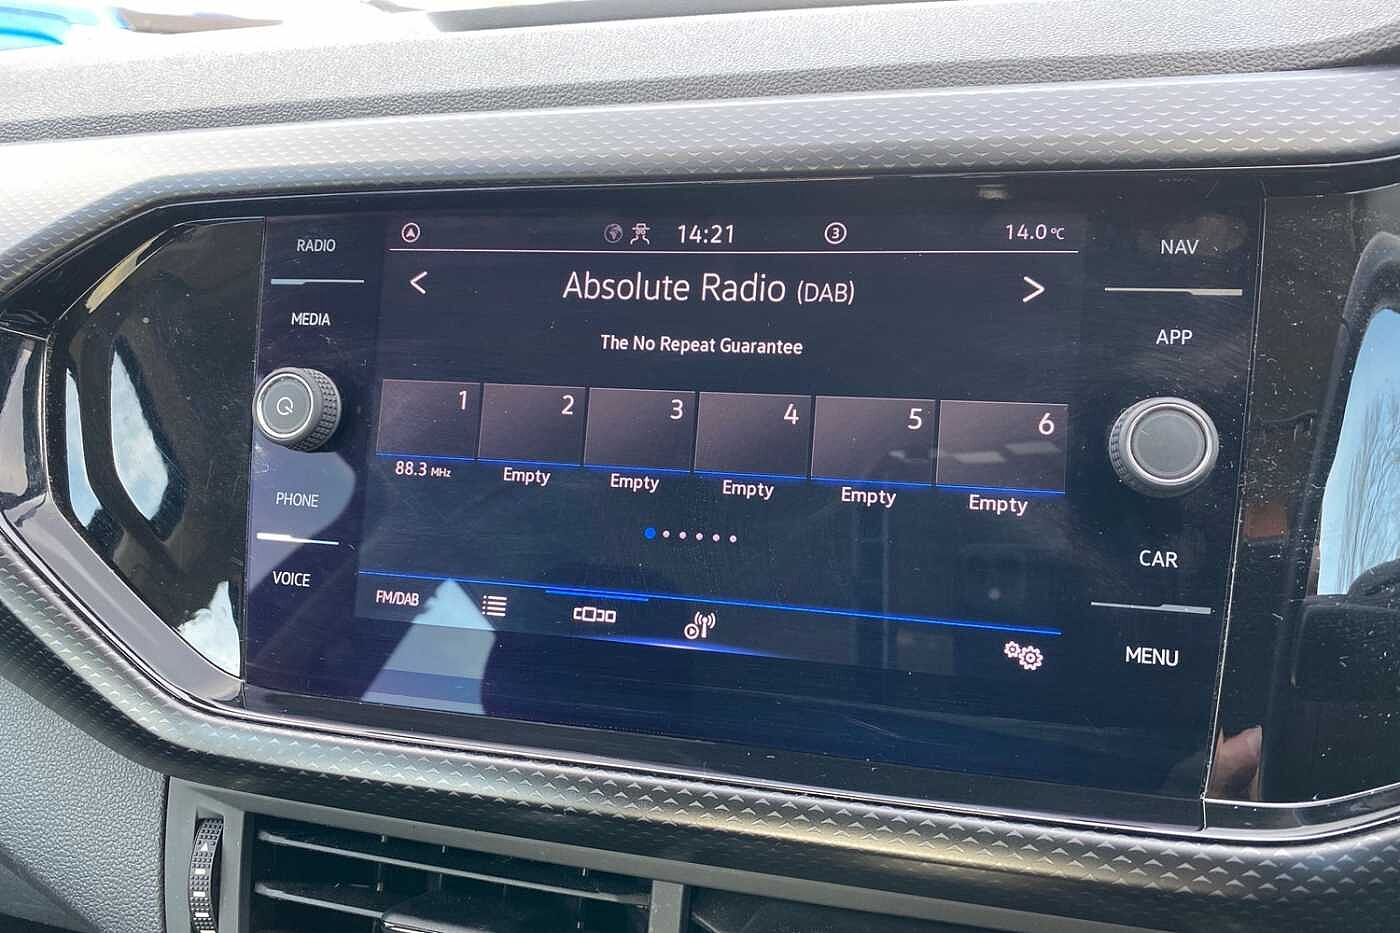 RADIO
MEDIA
PHONE
VOICE
14:21
3
14.0 °C
< Absolute Radio (DAB) >
The No Repeat Guarantee
1 2 3 4 5 6
88.3 MHz Empty Empty Empty Empty Empty
FM/DAB
NAV
APP
CAR
MENU